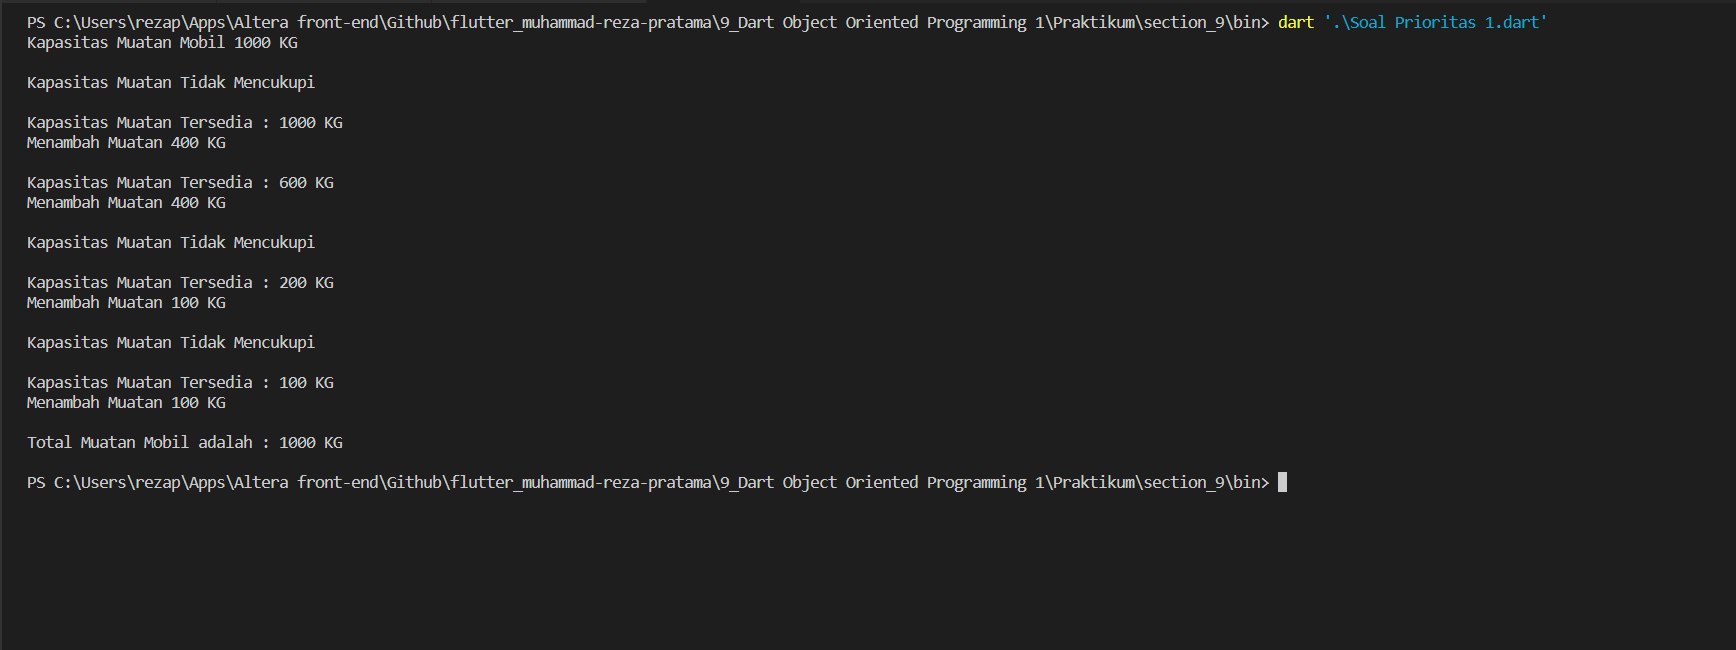 PS C:\Users\rezap\Apps\Altera front-end\Github\flutter_muhammad-reza-pratama\9_Dart Object Oriented Programming 1\Praktikum\section_9\bin> dart '.\Soal Prioritas 1.dart'
Kapasitas Muatan Mobil 1000 KG
Kapasitas Muatan Tidak Mencukupi
Kapasitas Muatan Tersedia : 1000 KG
Menambah Muatan 400 KG
Kapasitas Muatan Tersedia : 600 KG
Menambah Muatan 400 KG
Kapasitas Muatan Tidak Mencukupi
Kapasitas Muatan Tersedia : 200 KG
Menambah Muatan 100 KG
Kapasitas Muatan Tidak Mencukupi
Kapasitas Muatan Tersedia : 100 KG
Menambah Muatan 100 KG
Total Muatan Mobil adalah : 1000 KG
PS C:\Users\rezap\Apps\Altera front-end\Github\flutter_muhammad-reza-pratama\9_Dart Object Oriented Programming 1\Praktikum\section_9\bin>